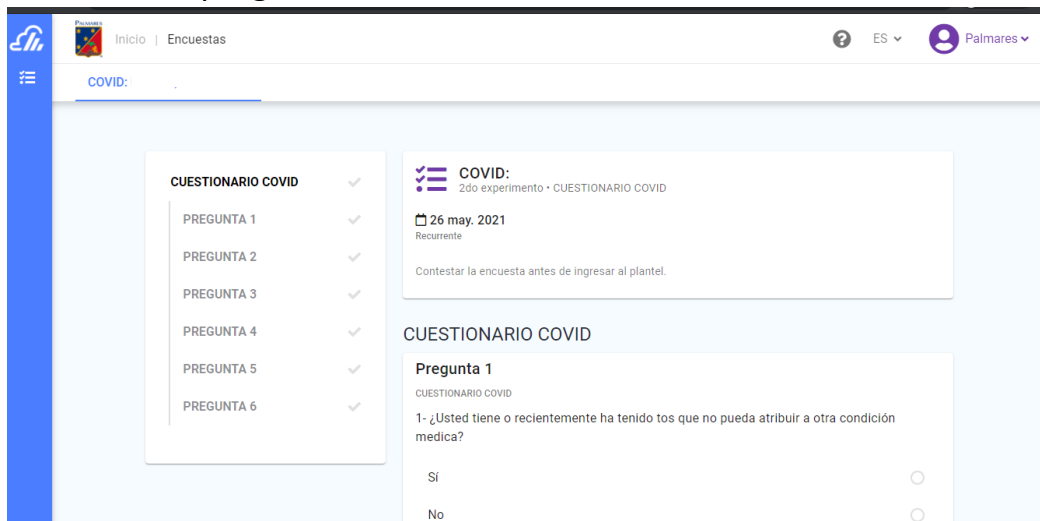 PALMARES
Inicio | Encuestas
ES
Palmares
COVID:
CUESTIONARIO COVID
PREGUNTA 1
PREGUNTA 2
PREGUNTA 3
PREGUNTA 4
PREGUNTA 5
PREGUNTA 6
COVID:
2do experimento • CUESTIONARIO COVID
26 may. 2021
Recurrente
Contestar la encuesta antes de ingresar al plantel.
CUESTIONARIO COVID
Pregunta 1
CUESTIONARIO COVID
1- ¿Usted tiene o recientemente ha tenido tos que no pueda atribuir a otra condición
medica?
Sí
No